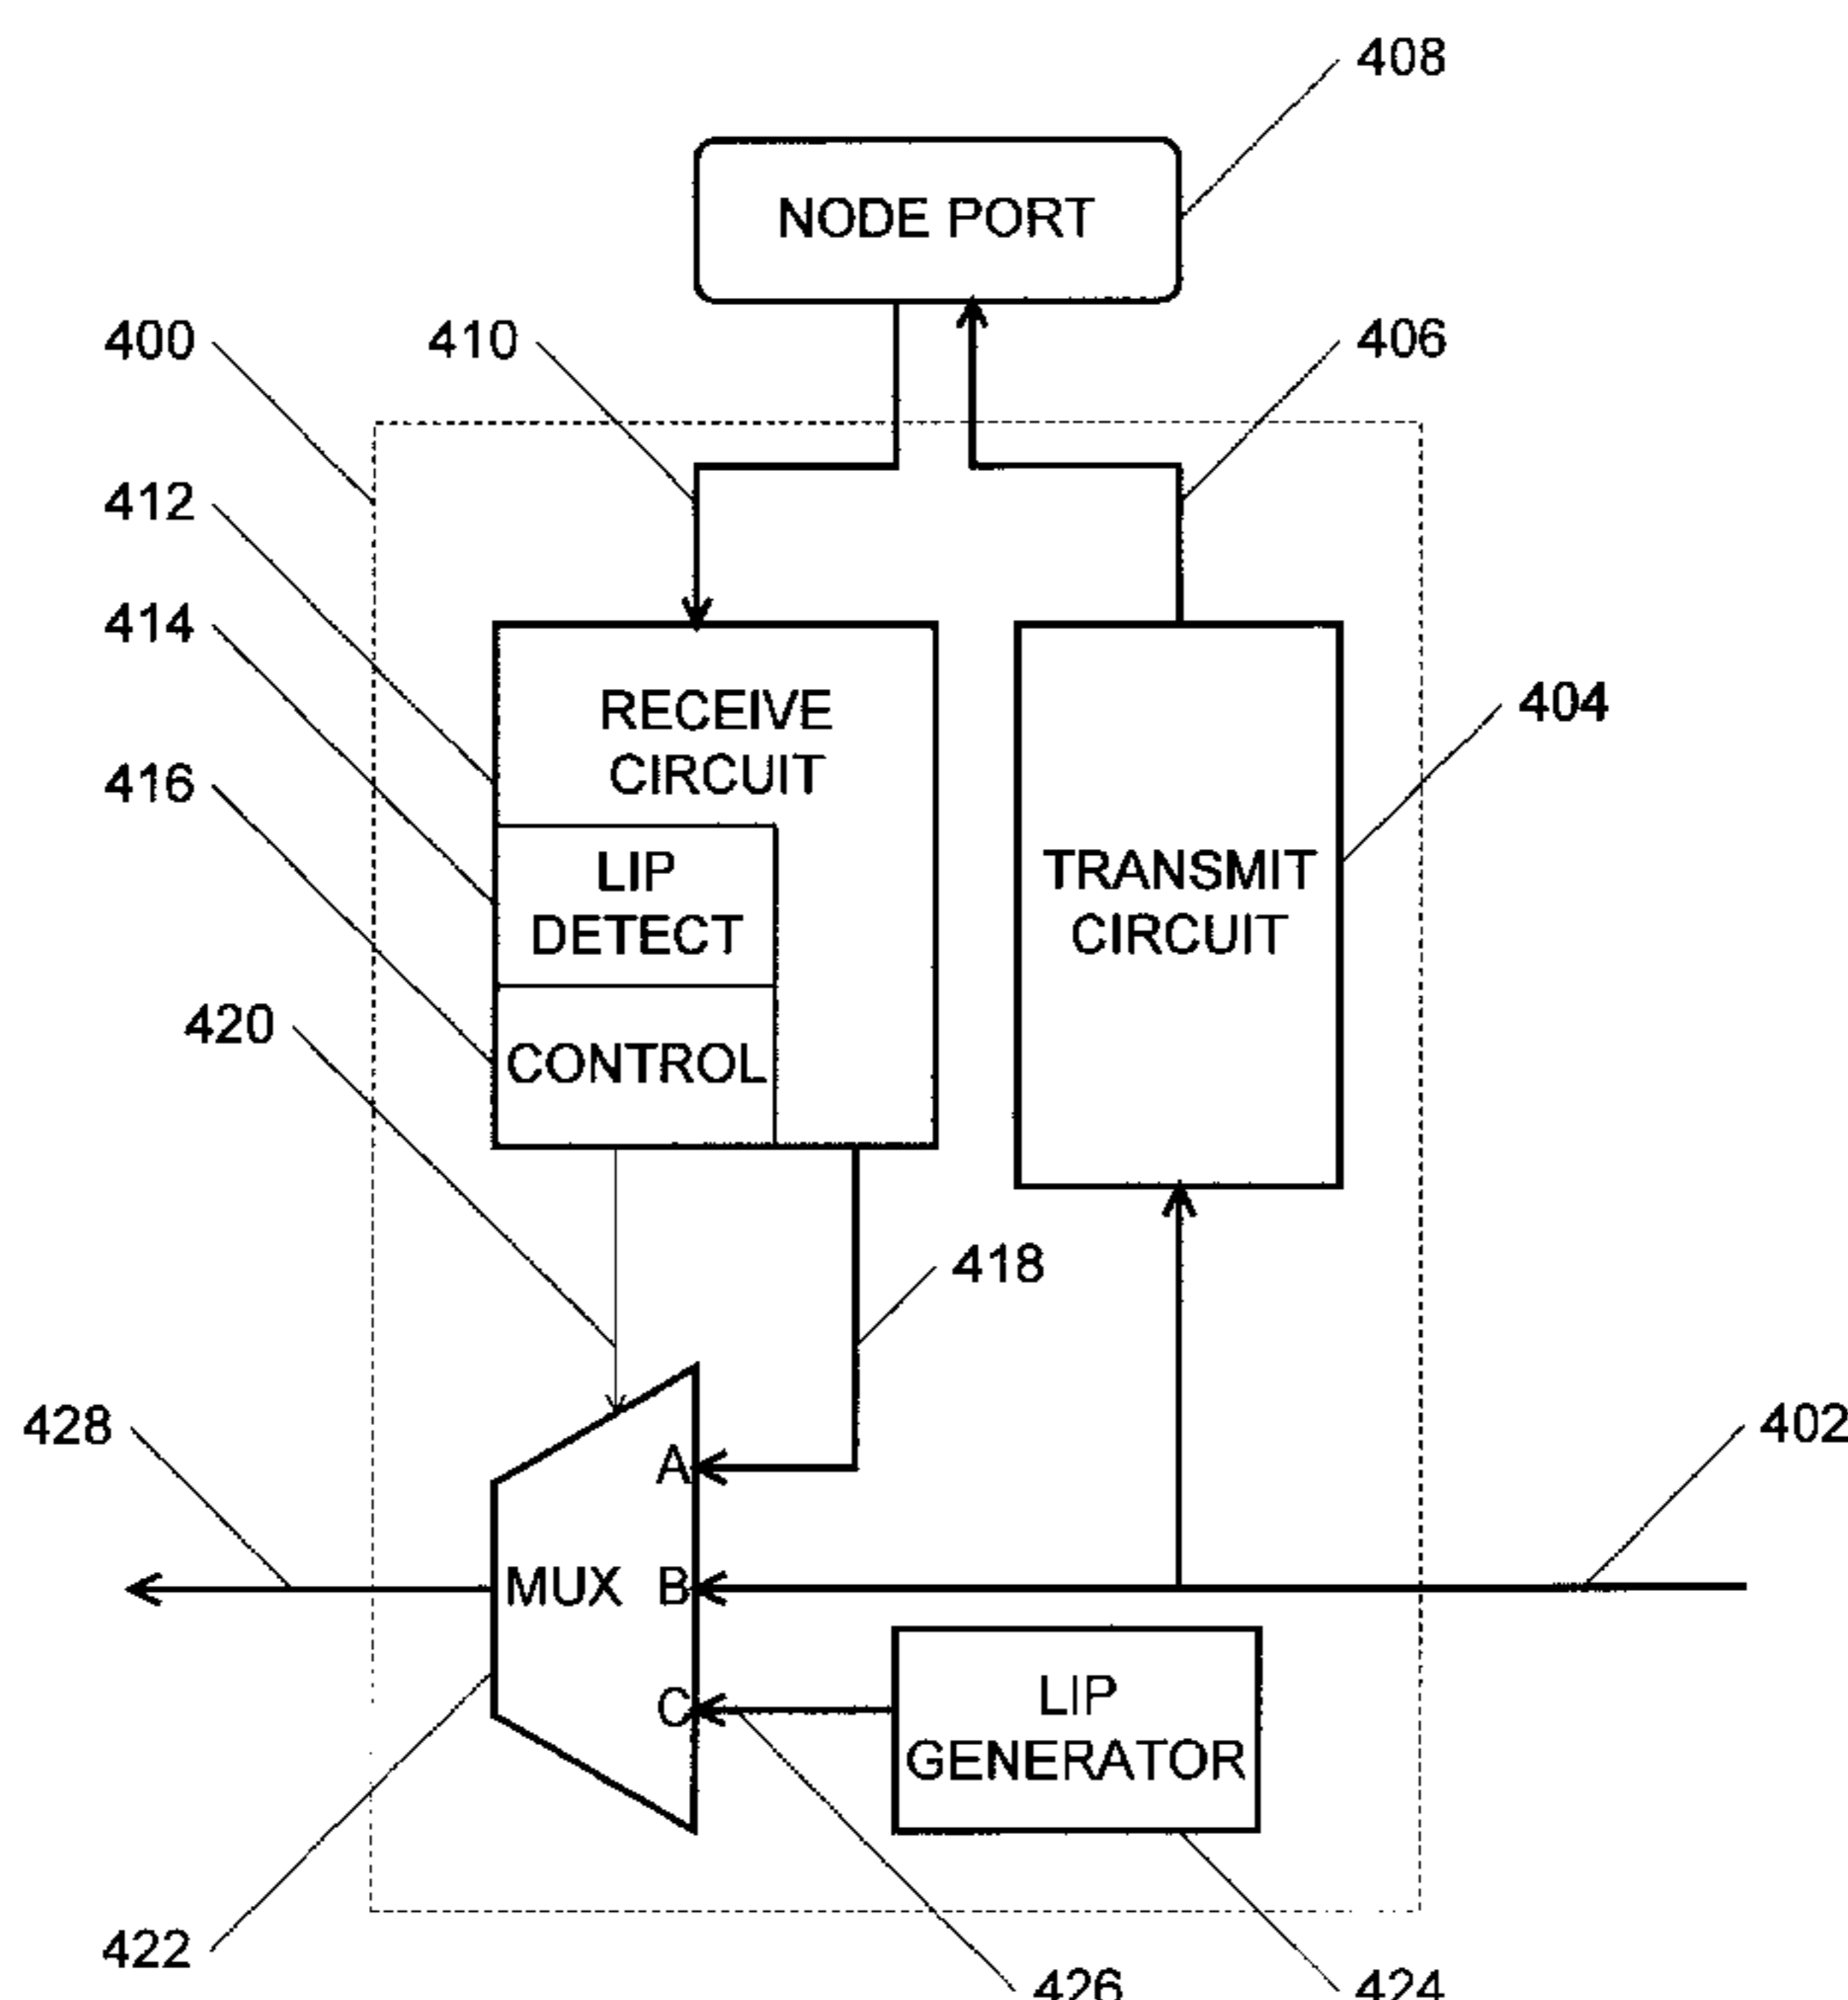 408
NODE PORT
400
410
406
412
414
RECEIVE
CIRCUIT
404
416
LIP
DETECT
TRANSMIT
CIRCUIT
420
CONTROL
418
428
402
A
MUX
B
C
LIP
GENERATOR
422
426
424